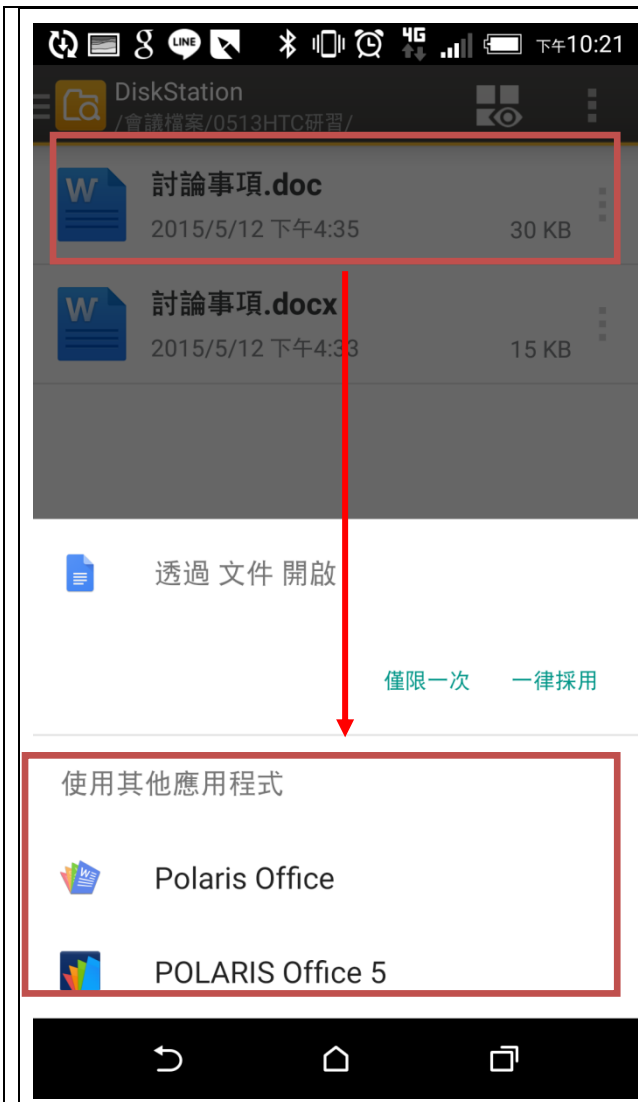 LINE 4G 下午10:21
DiskStation
/會議檔案/0513HTC研習/
W 討論事項.doc
2015/5/12 下午4:35 30 KB
W 討論事項.docx
2015/5/12 下午4:33 15 KB
透過 文件 開啟
僅限一次 一律採用
使用其他應用程式
W Polaris Office
POLARIS Office 5